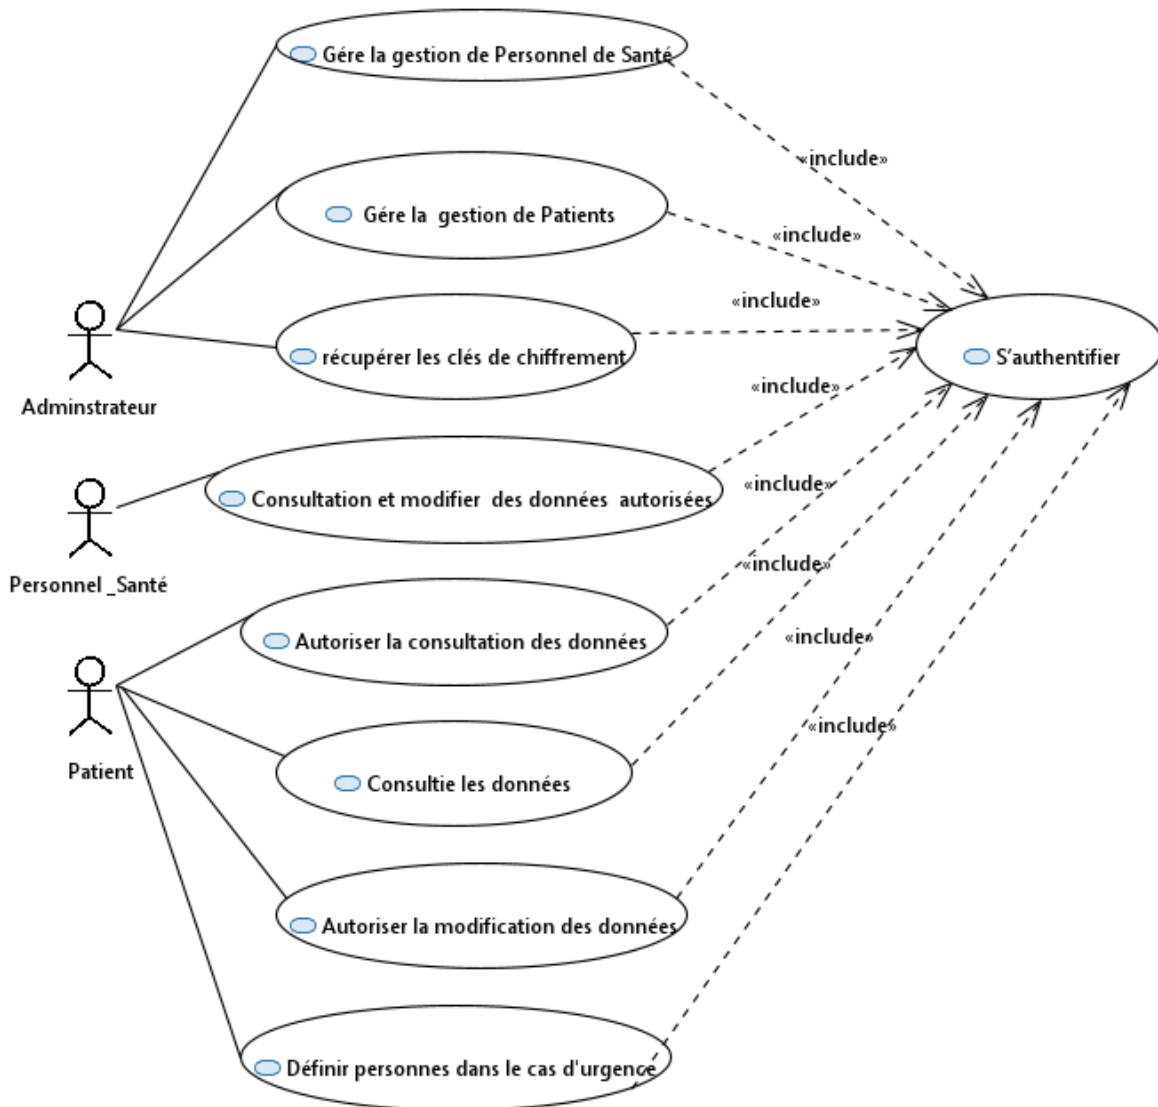 Gére la gestion de Personnel de Santé
«include»
Gére la gestion de Patients
«include»
«include»
récupérer les clés de chiffrement
S'authentifier
Adminstrateur
«include»
Consultation et modifier des données autorisées
«include»
Personnel_Santé
«include»
Autoriser la consultation des données
«include»
Patient
Consultie les données
«include»
Autoriser la modification des données
Définir personnes dans le cas d'urgence